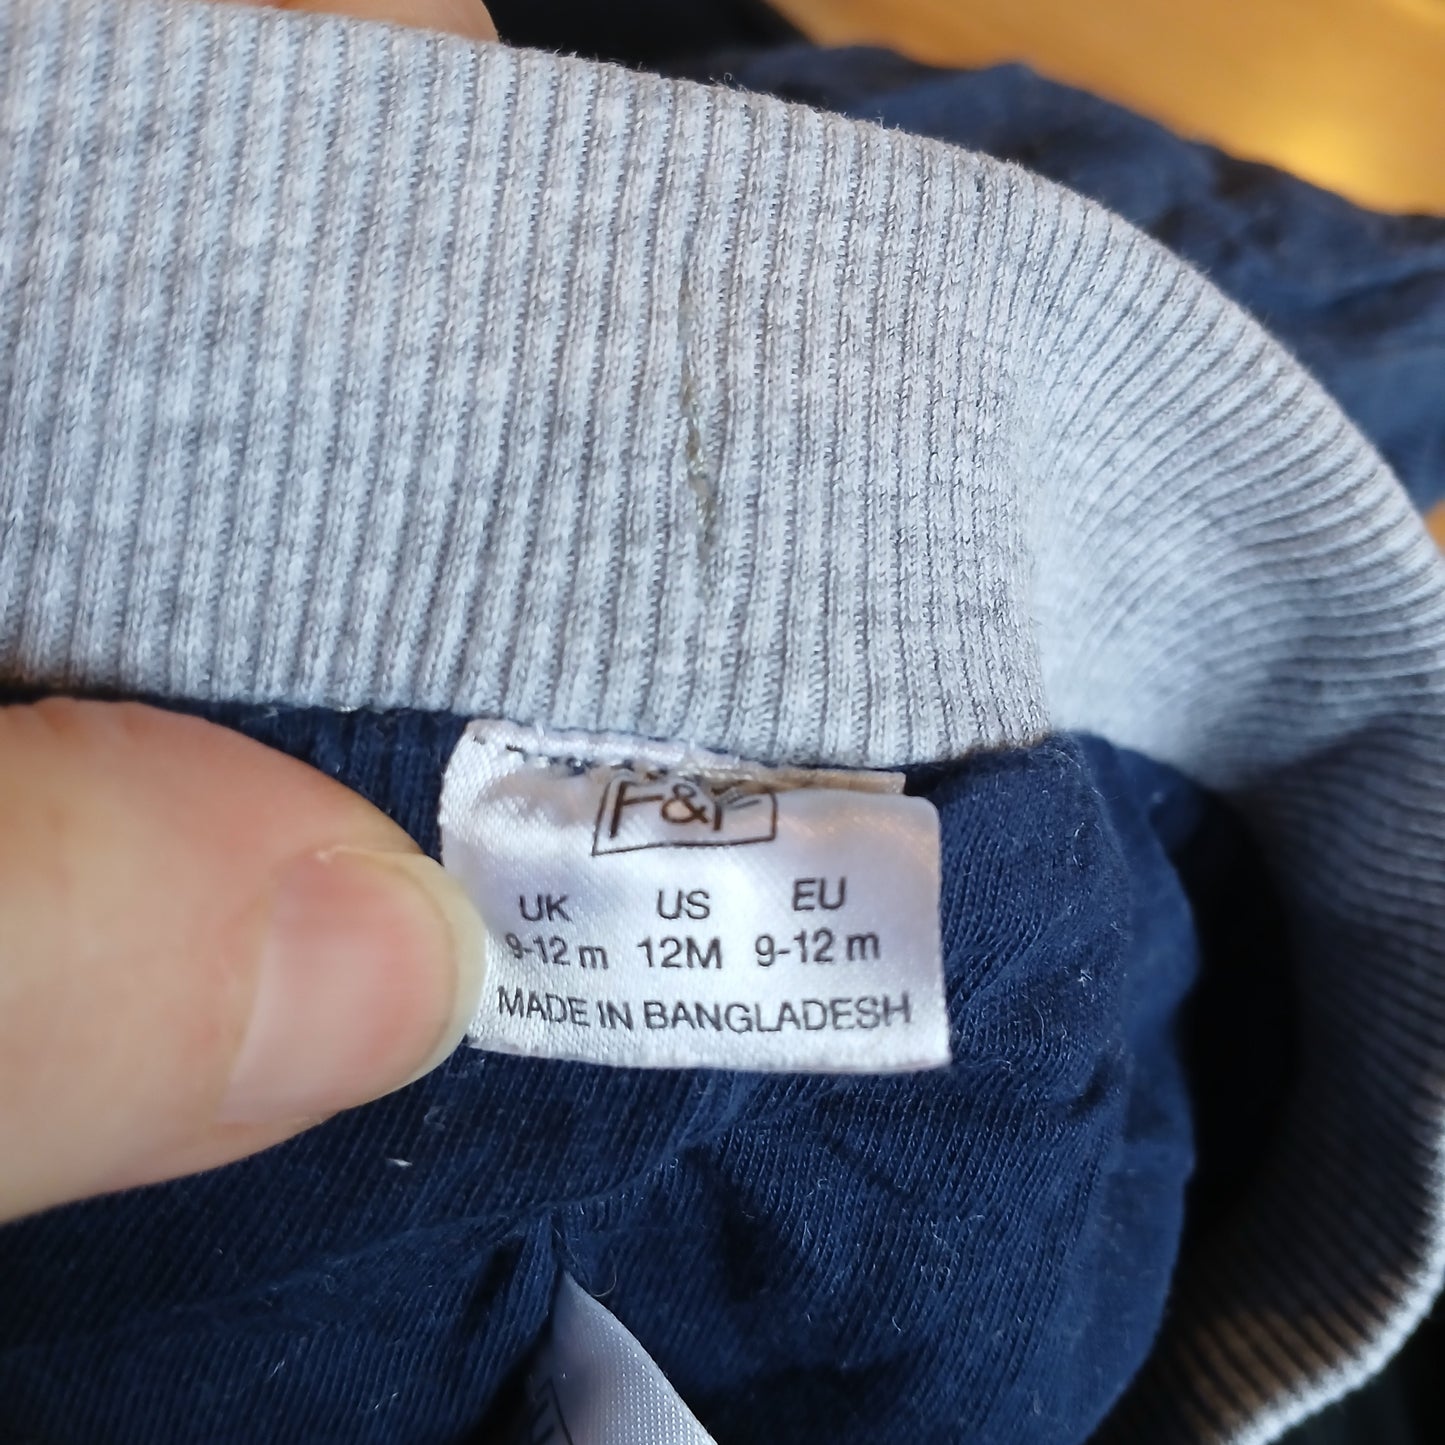 F&F
UK US EU
9-12 m 12M 9-12 m
MADE IN BANGLADESH